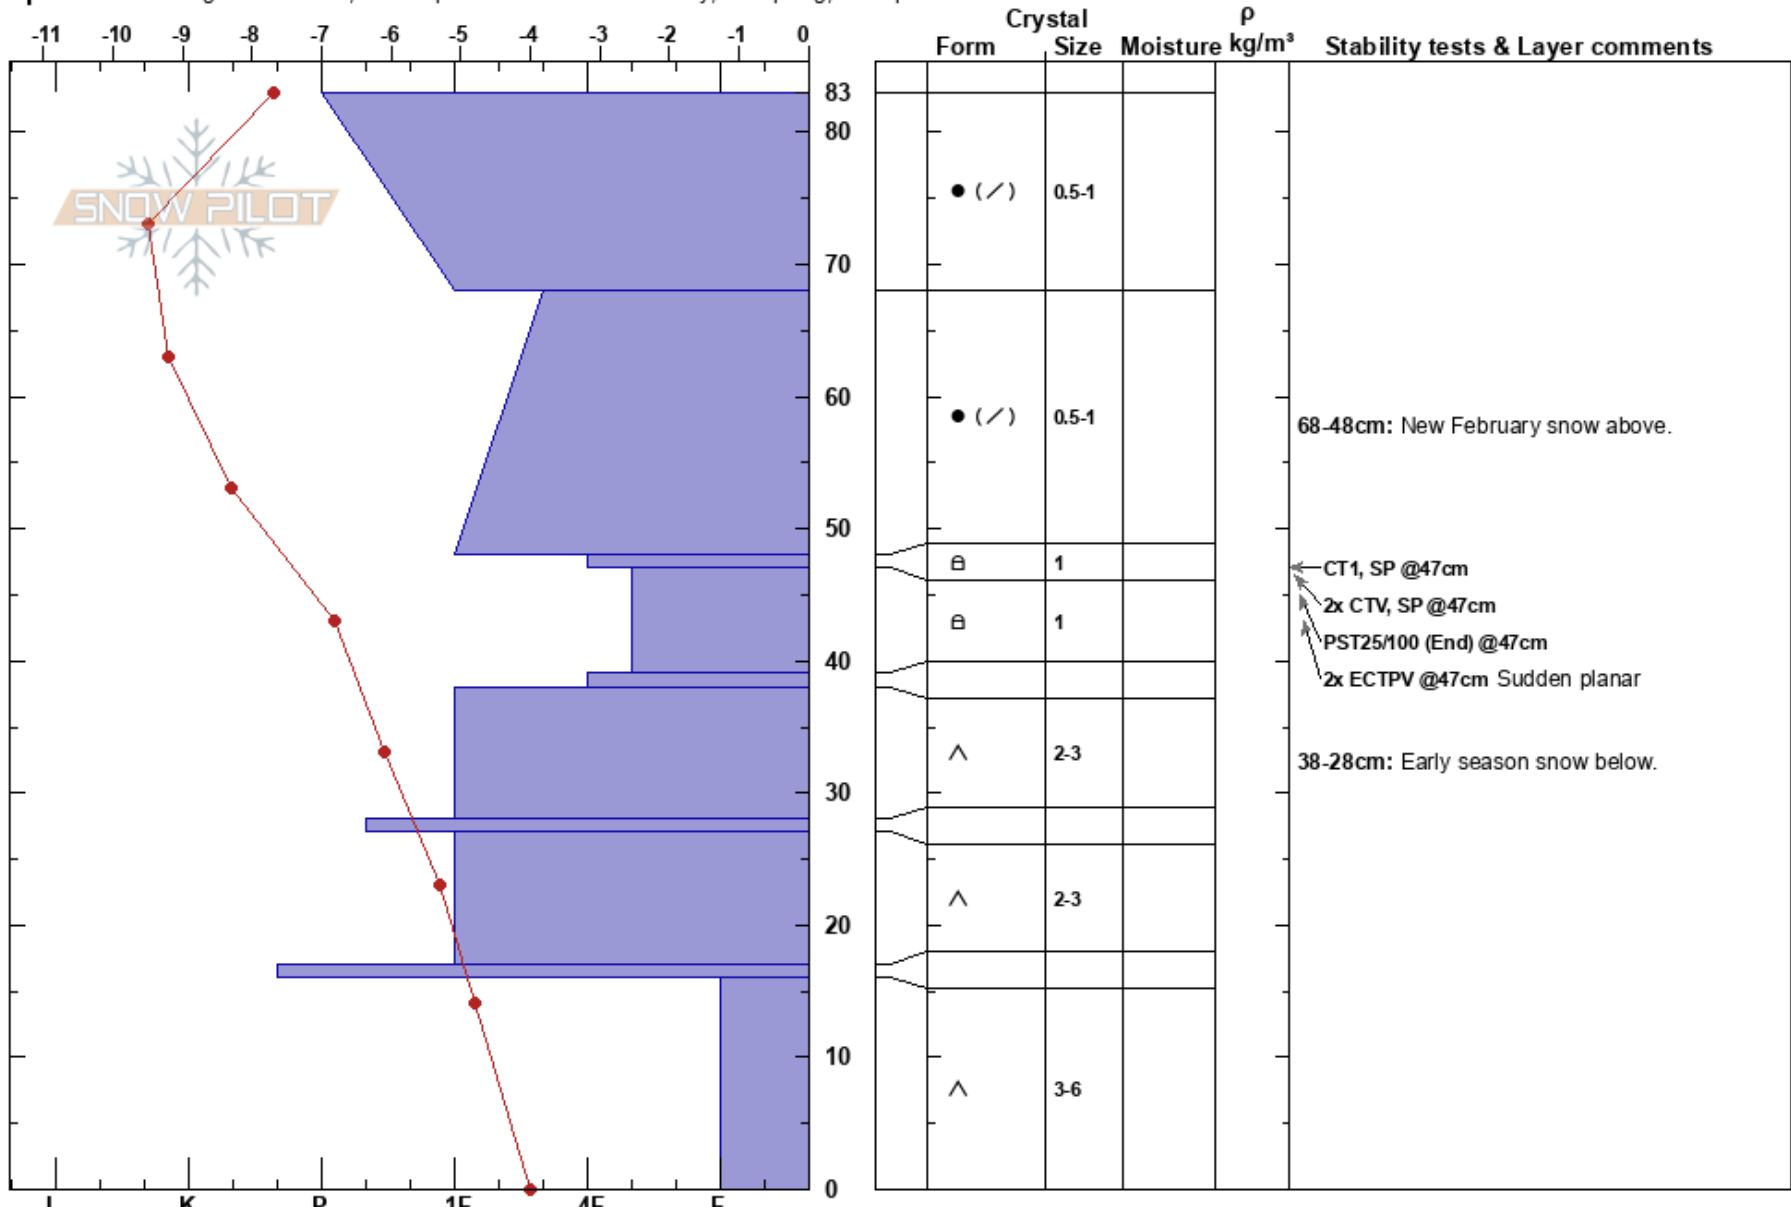 Crystal
ρ
-11 -10 -9 -8 -7 -6 -5 -4 -3 -2 -1 0
Form Size Moisture kg/m³ Stability tests & Layer comments
83
80
SNOW PILOT
● (∕) 0.5-1
70
60
● (∕) 0.5-1
68-48cm: New February snow above.
50
1
CT1, SP @47cm
2x CTV, SP @47cm
1
PST25/100 (End) @47cm
40
2x ECTPV @47cm Sudden planar
2-3
38-28cm: Early season snow below.
30
2-3
20
10
3-6
0
I K P 1F 4F F